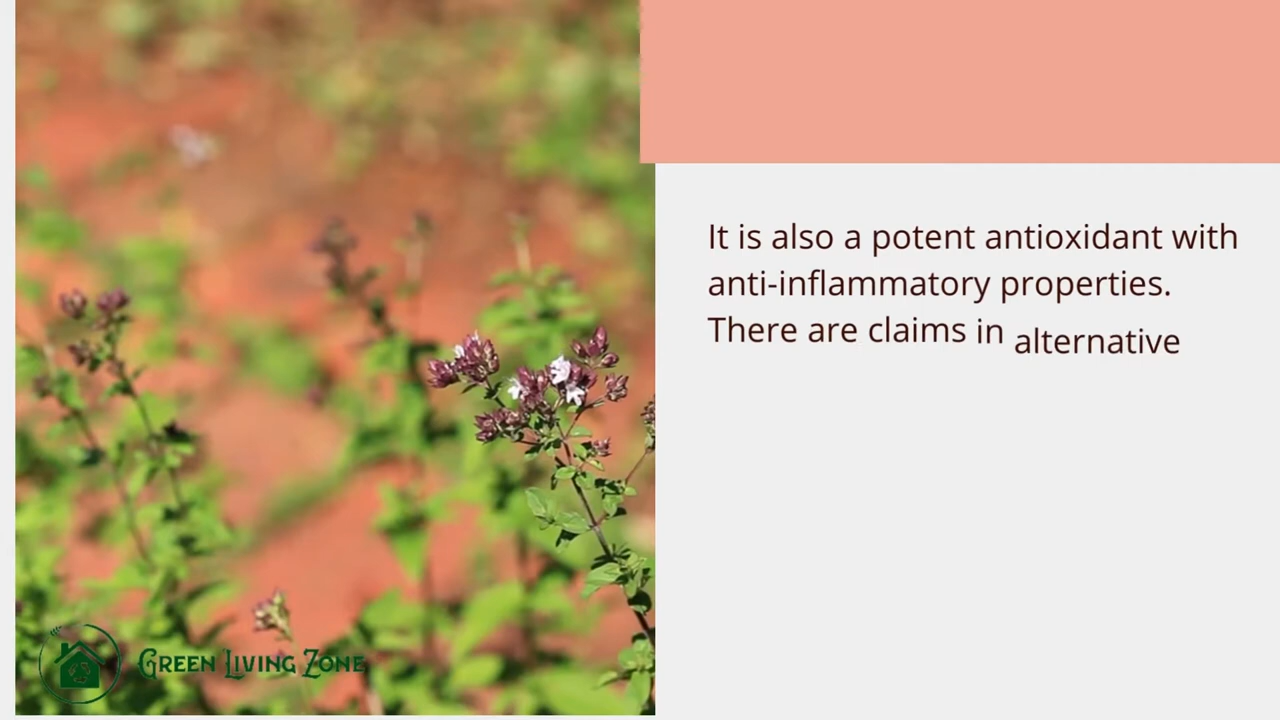 It is also a potent antioxidant with
anti-inflammatory properties.
There are claims in alternative
Green Living Zone